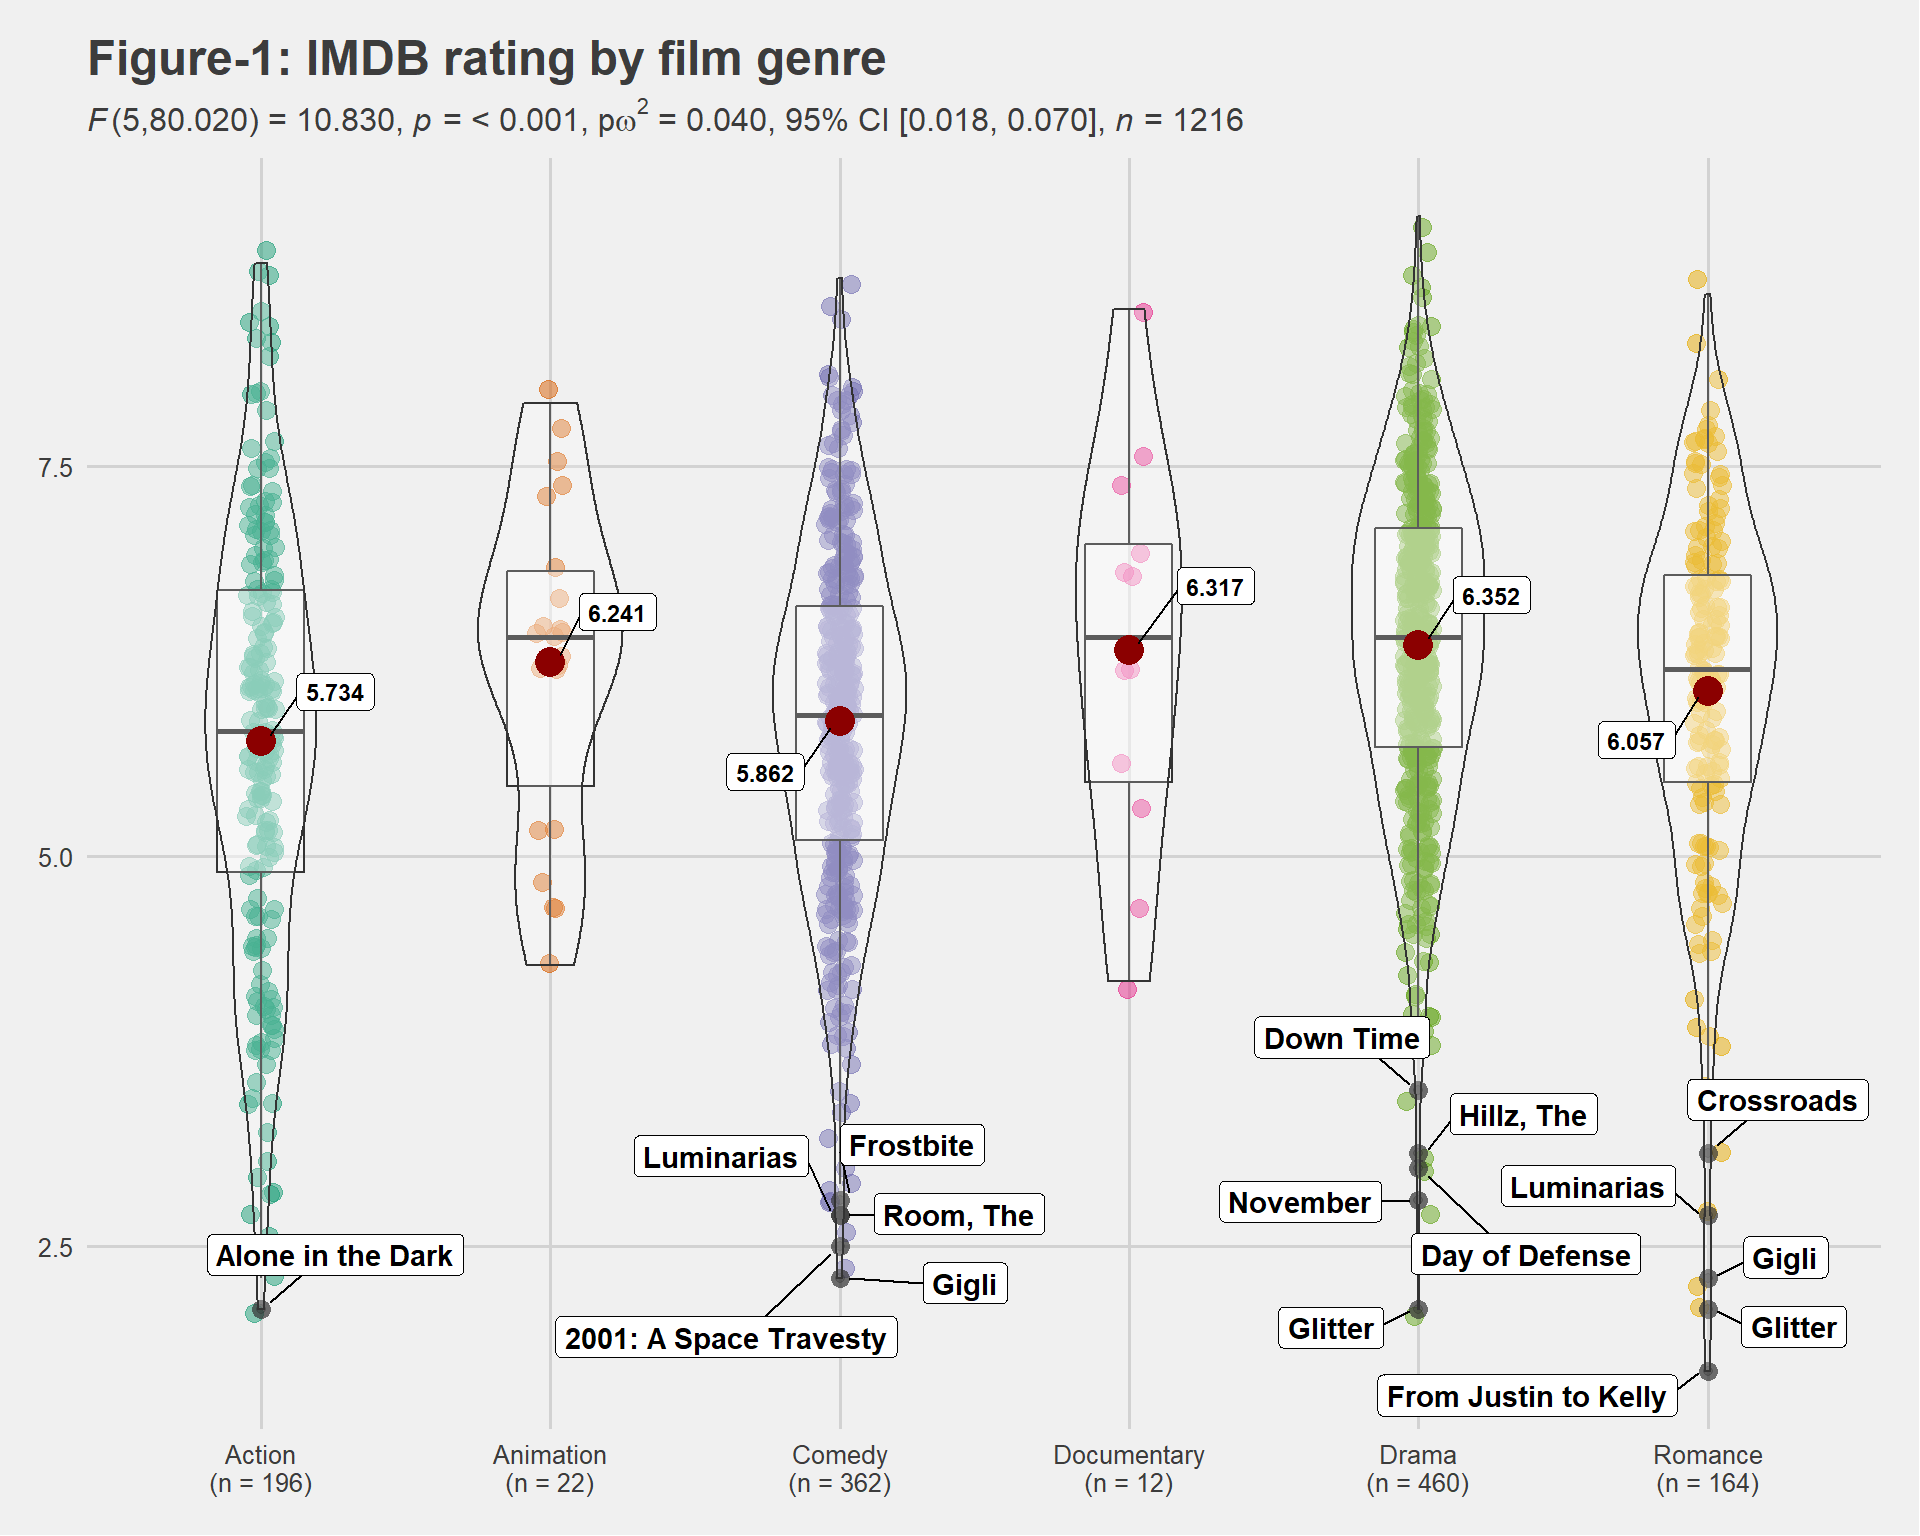 Figure-1: IMDB rating by film genre
F(5,80.020) = 10.830, p = < 0.001, pω² = 0.040, 95% CI [0.018, 0.070], n = 1216
7.5
5.0
2.5
6.241
6.317
6.352
5.734
6.057
5.862
Down Time
Crossroads
Hillz, The
Frostbite
Luminarias
Luminarias
November
Room, The
Alone in the Dark
Day of Defense
Gigli
Gigli
Glitter
Glitter
2001: A Space Travesty
From Justin to Kelly
Action
(n = 196)
Animation
(n = 22)
Comedy
(n = 362)
Documentary
(n = 12)
Drama
(n = 460)
Romance
(n = 164)